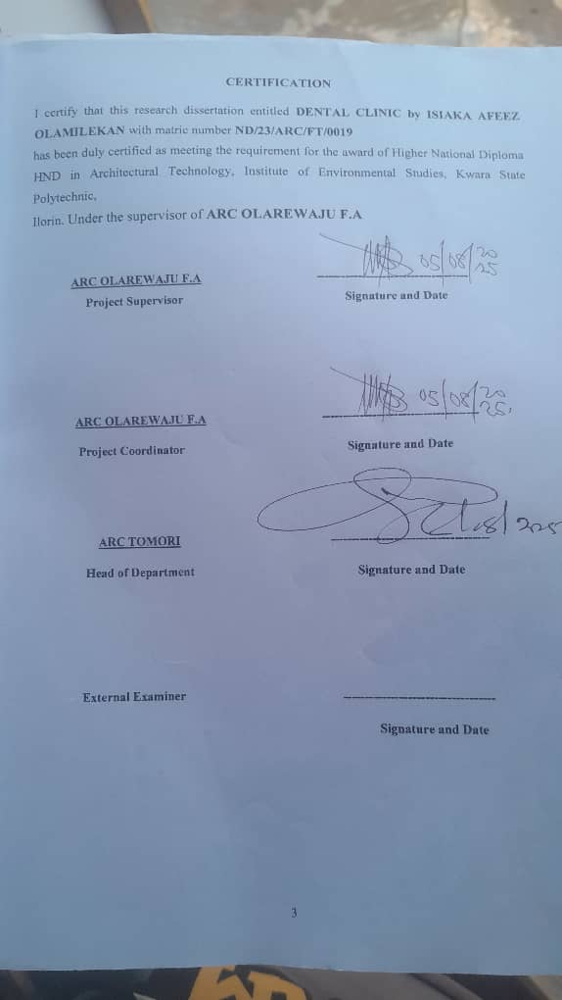 CERTIFICATION
I certify that this research dissertation entitled DENTAL CLINIC by ISIAKA AFEEZ
OLAMILEKAN with matric number ND/23/ARC/FT/0019
has been duly certified as meeting the requirement for the award of Higher National Diploma
HND in Architectural Technology, Institute of Environmental Studies, Kwara State
Polytechnic,
Ilorin. Under the supervisor of ARC OLAREWAJU F.A
05/08/2025
ARC OLAREWAJU F.A
Signature and Date
Project Supervisor
05/08/2025
ARC OLAREWAJU F.A
Signature and Date
Project Coordinator
ARC TOMORI
Signature and Date
Head of Department
External Examiner
Signature and Date
3